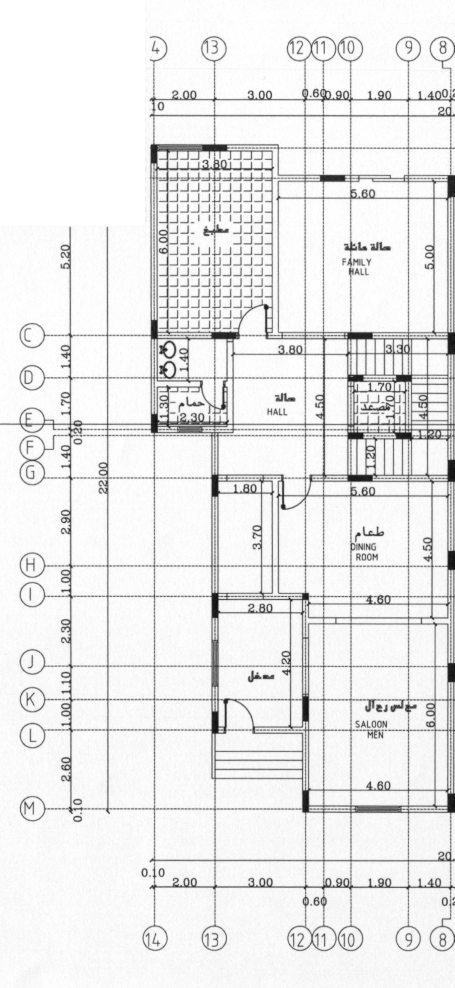 4 13 12 11 10 9 8
2.00 3.00 0.60 0.90 1.90 1.40 0.2
.10 20.
3.80
5.60
مطبخ
6.00
صالة عائلة
FAMILY
HALL
5.00
5.20
C
1.40
1.40
3.80
3.30
D
1.70
1.70
حمام
1.30
2.30
صالة
HALL
4.50
مصعد
1.70
4.50
1.20
E
0.20
F
1.40
1.20
G
22.00
1.80
5.60
2.90
3.70
طعام
DINING
ROOM
4.50
H
1.00
I
2.80
4.60
2.30
4.20
J
مدخل
1.10
K
مجلس رجال
SALOON
MEN
6.00
1.00
L
2.60
4.60
M
0.10
20.
0.10
2.00 3.00 0.90 1.90 1.40
0.60 0.2
14 13 12 11 10 9 8